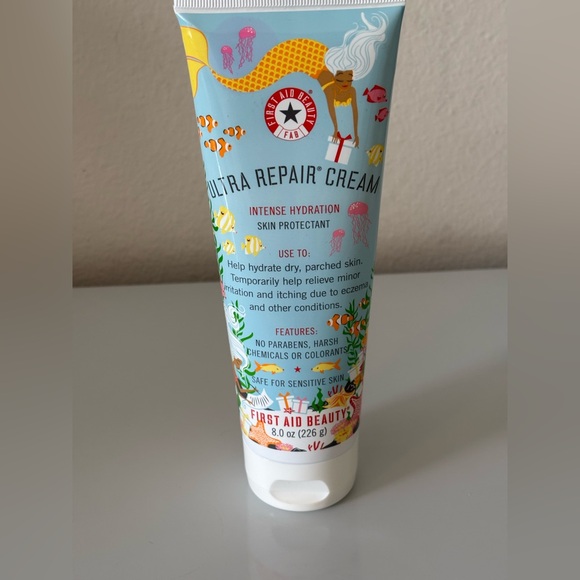 FIRST AID BEAUTY®
FAB
ULTRA REPAIR® CREAM
INTENSE HYDRATION
SKIN PROTECTANT
USE TO:
Help hydrate dry, parched skin.
Temporarily help relieve minor
irritation and itching due to eczema
and other conditions.
FEATURES:
NO PARABENS, HARSH
CHEMICALS OR COLORANTS
SAFE FOR SENSITIVE SKIN
FIRST AID BEAUTY®
8.0 oz (226 g)